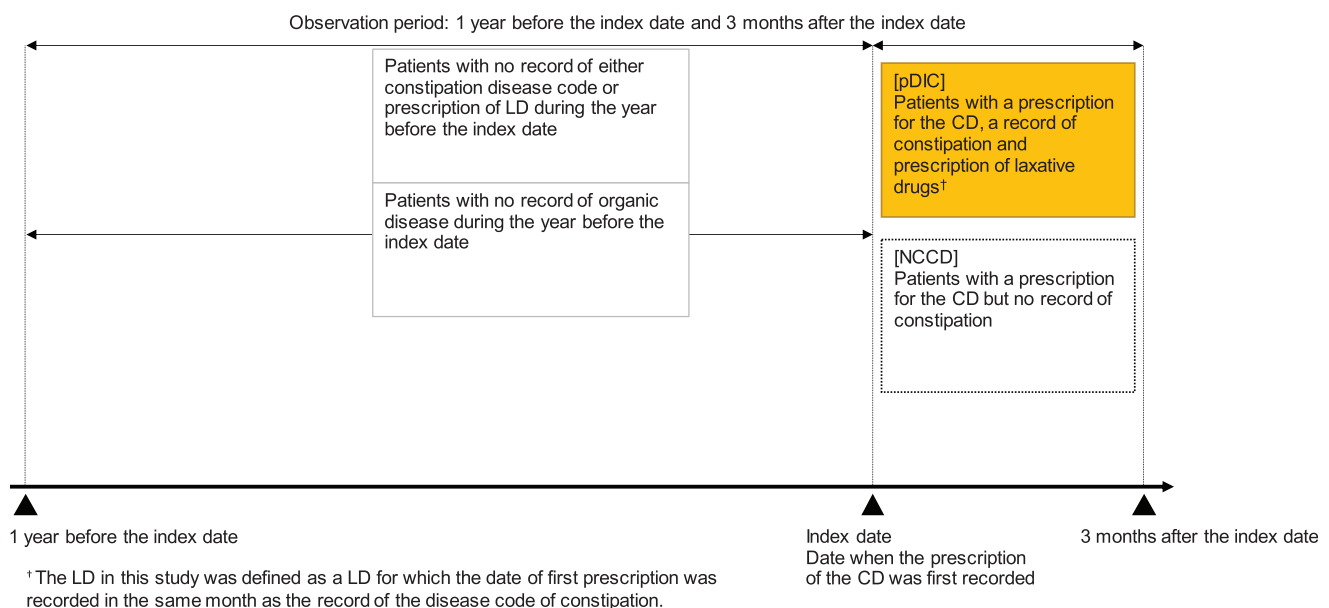 Observation period: 1 year before the index date and 3 months after the index date
Patients with no record of either
constipation disease code or
prescription of LD during the year
before the index date
Patients with no record of organic
disease during the year before the
index date
[pDIC]
Patients with a prescription
for the CD, a record of
constipation and
prescription of laxative
drugs†
[NCCD]
Patients with a prescription
for the CD but no record of
constipation
1 year before the index date
Index date
Date when the prescription
of the CD was first recorded
3 months after the index date
† The LD in this study was defined as a LD for which the date of first prescription was
recorded in the same month as the record of the disease code of constipation.